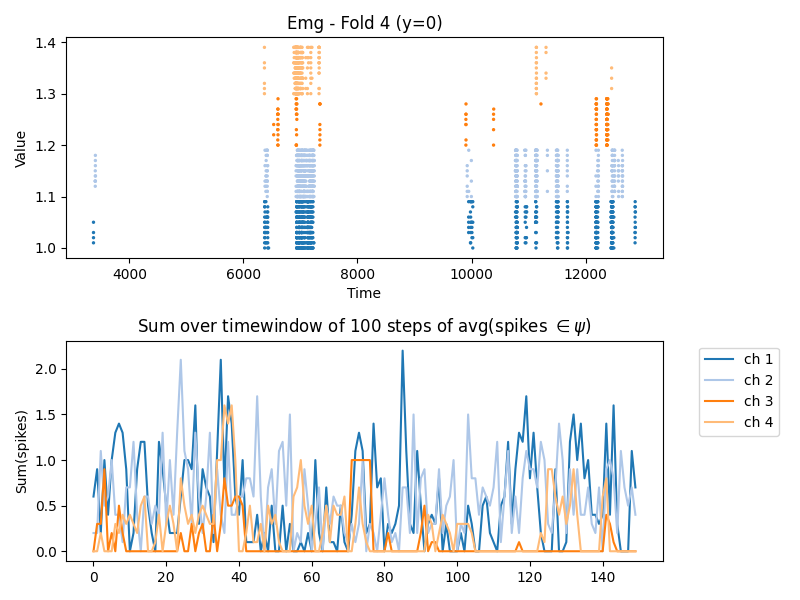 Emg - Fold 4 (y=0)
Value
1.4
1.3
1.2
1.1
1.0
4000 6000 8000 10000 12000
Time
Sum over timewindow of 100 steps of avg(spikes ∈ ψ)
Sum(spikes)
2.0
1.5
1.0
0.5
0.0
0 20 40 60 80 100 120 140
ch 1
ch 2
ch 3
ch 4